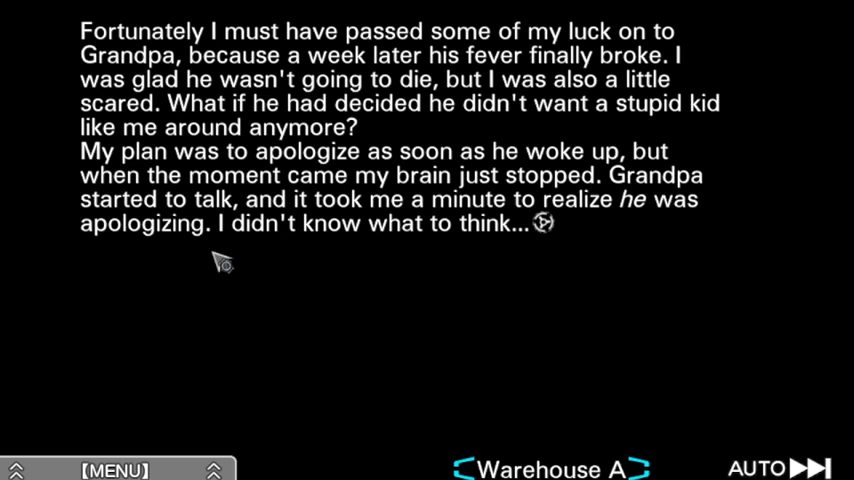 Fortunately I must have passed some of my luck on to
Grandpa, because a week later his fever finally broke. I
was glad he wasn't going to die, but I was also a little
scared. What if he had decided he didn't want a stupid kid
like me around anymore?
My plan was to apologize as soon as he woke up, but
when the moment came my brain just stopped. Grandpa
started to talk, and it took me a minute to realize he was
apologizing. I didn't know what to think...
【MENU】
Warehouse A
AUTO